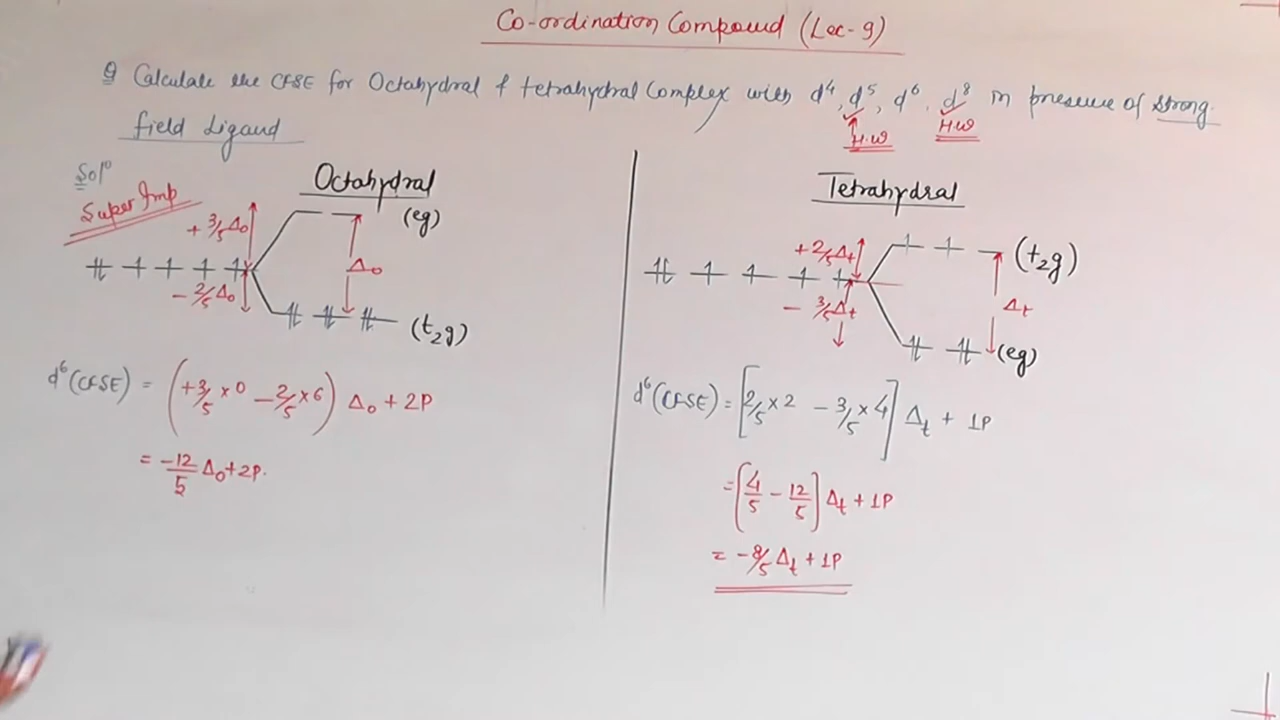 Co-ordination Compound (Lec-9)
Q Calculate the CFSE for Octahydral & tetrahydral Complex with d⁴, d⁵, d⁶, d⁸ in presence of strong
H.W H.W
field Ligand
Solⁿ
Super Imp
Octahydral
+3/5 Δo
(eg)
Δo
-2/5 Δo
(t₂g)
d⁶(CFSE) = (+3/5 × 0 - 2/5 × 6) Δo + 2P
= -12/5 Δo + 2P.
Tetrahydral
+2/5 Δt
(t₂g)
Δt
- 3/5 Δt
(eg)
d⁶(CFSE) = [2/5 × 2 - 3/5 × 4] Δt + 1P
= [4/5 - 12/5] Δt + 1P
= -8/5 Δt + 1P